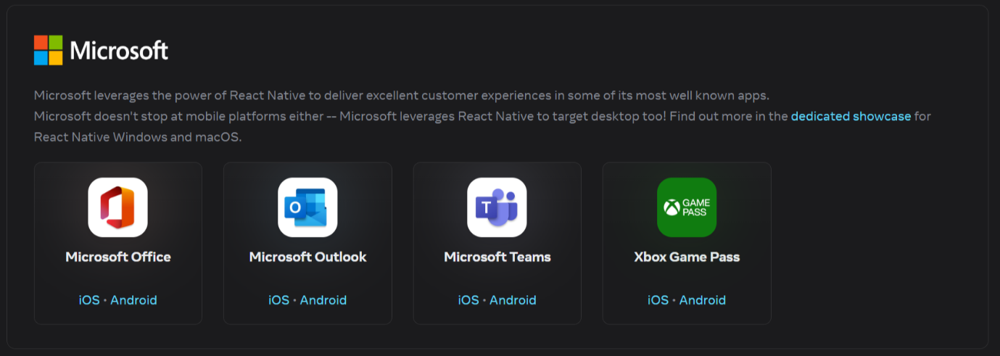 Microsoft
Microsoft leverages the power of React Native to deliver excellent customer experiences in some of its most well known apps.
Microsoft doesn't stop at mobile platforms either -- Microsoft leverages React Native to target desktop too! Find out more in the dedicated showcase for
React Native Windows and macOS.
O
T
GAME
PASS
Microsoft Office
Microsoft Outlook
Microsoft Teams
Xbox Game Pass
iOS • Android
iOS • Android
iOS • Android
iOS • Android